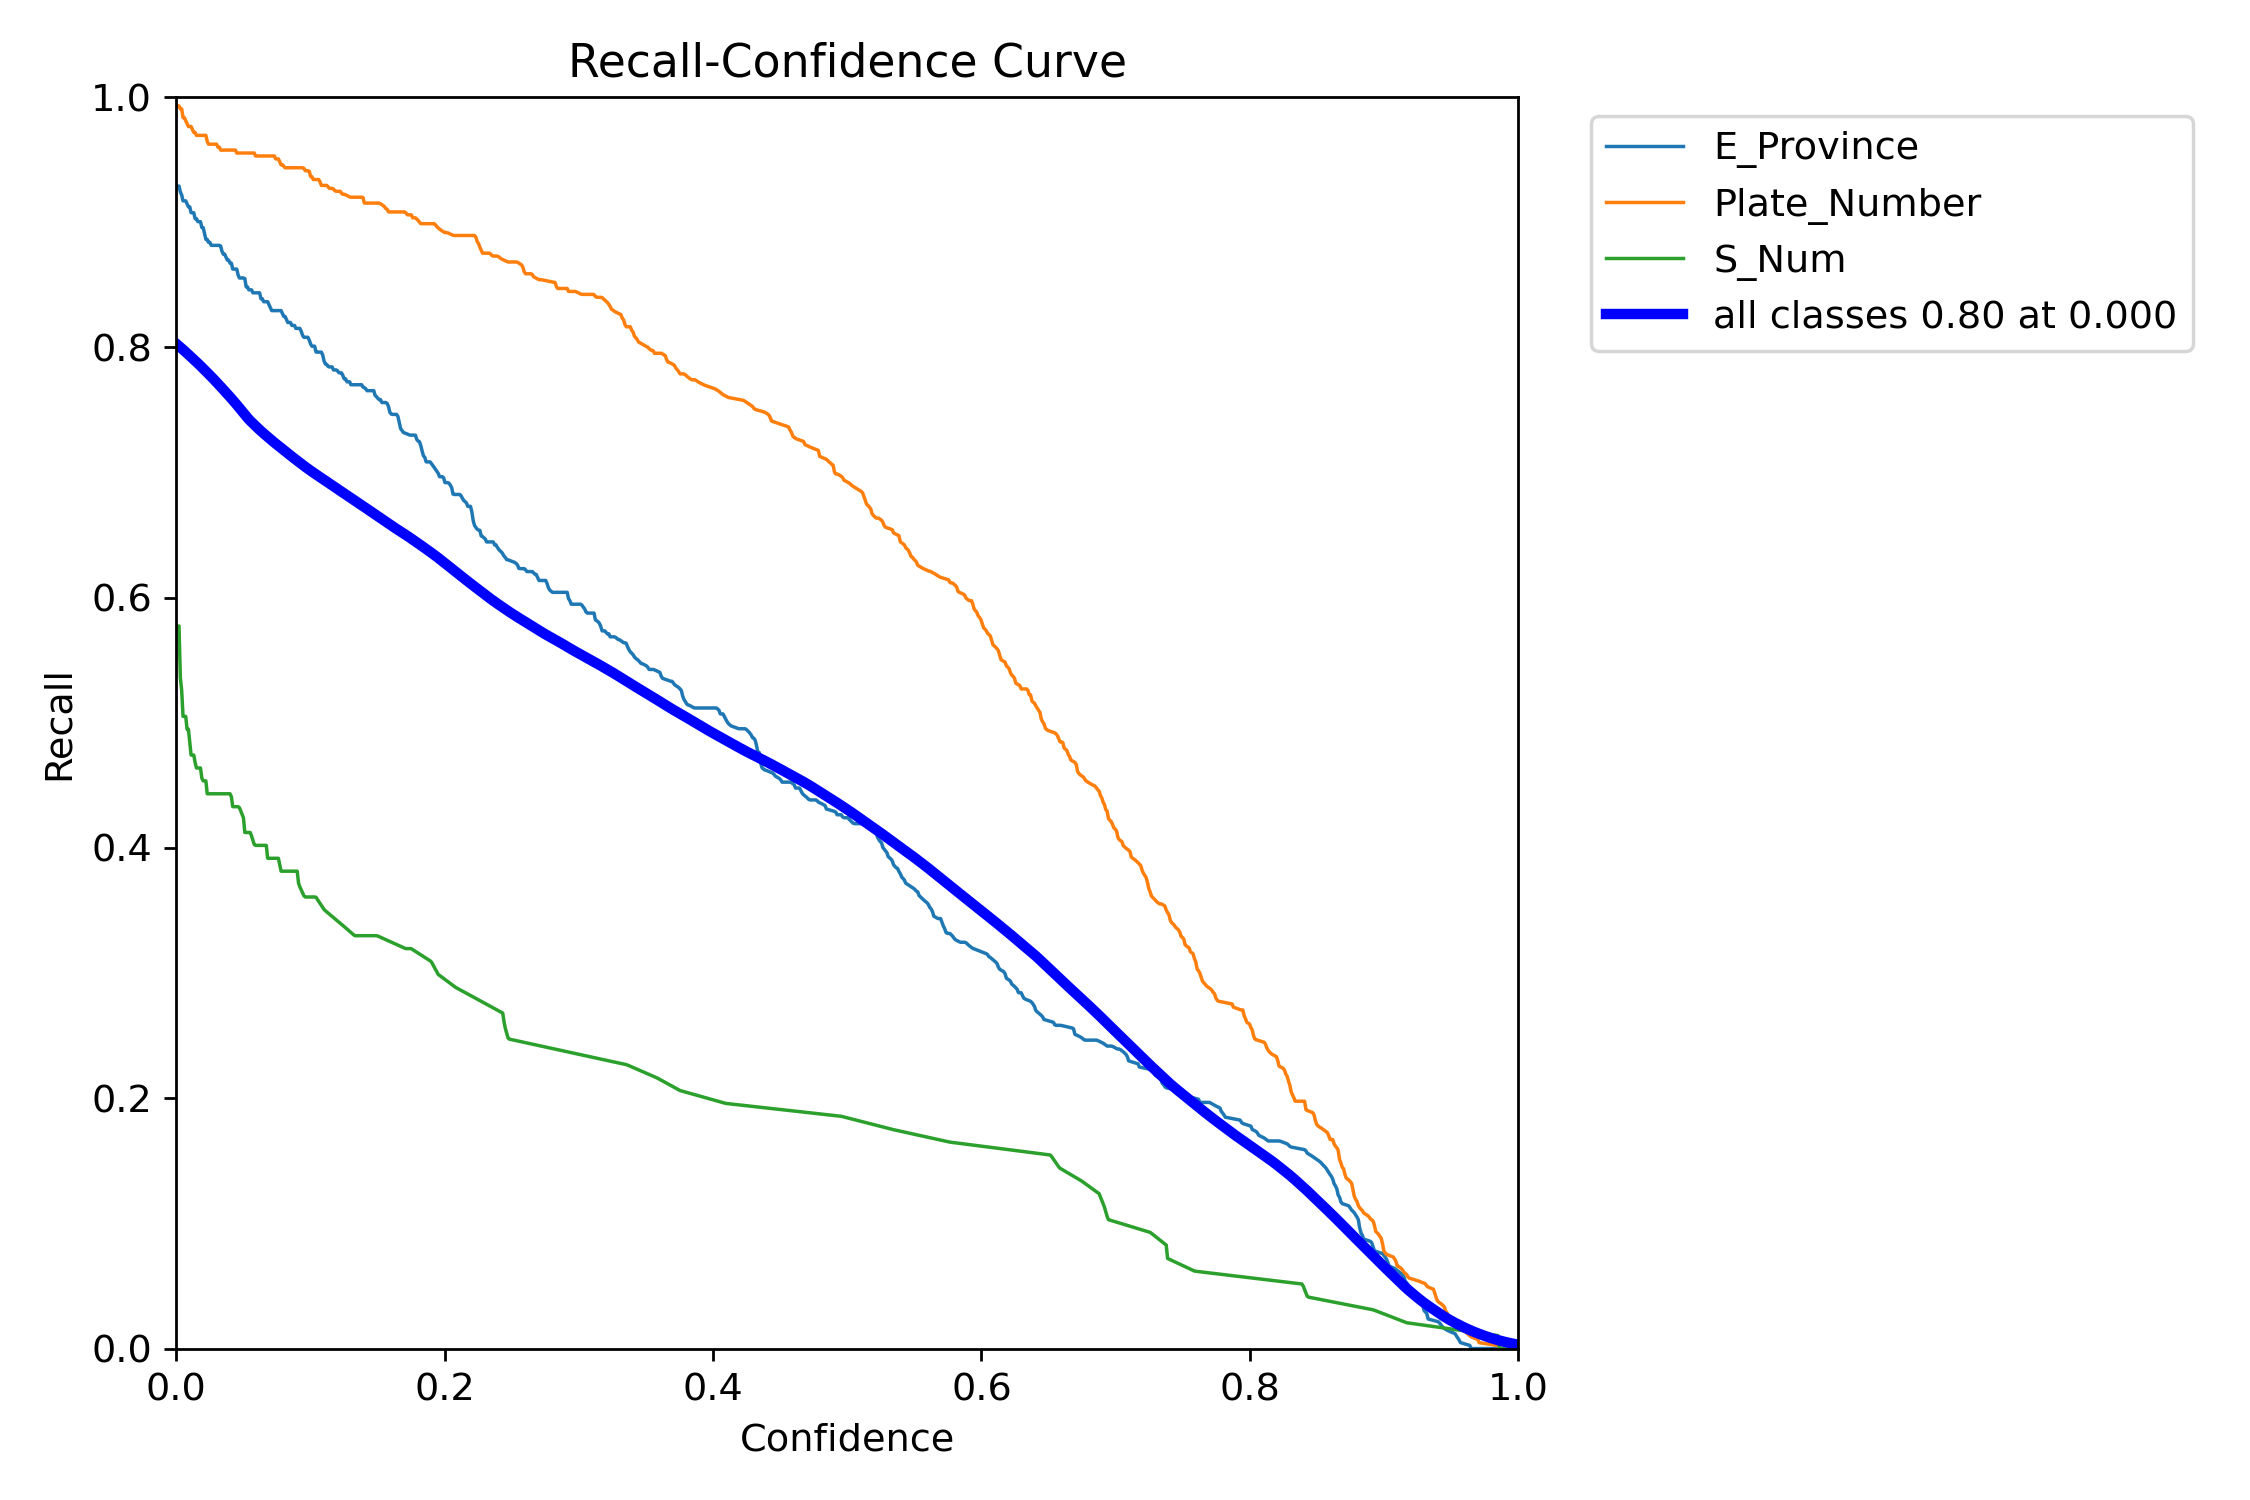 Recall-Confidence Curve
1.0
0.8
0.6
0.4
0.2
0.0
Recall
0.0 0.2 0.4 0.6 0.8 1.0
Confidence
E_Province
Plate_Number
S_Num
all classes 0.80 at 0.000